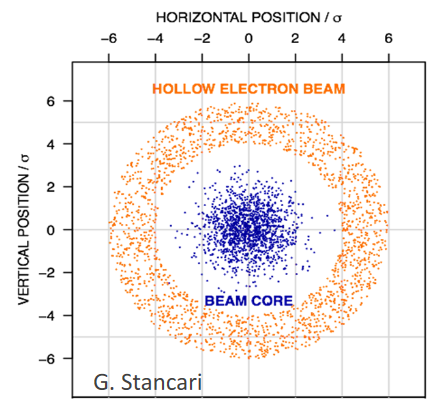 HORIZONTAL POSITION / σ
−6 −4 −2 0 2 4 6
HOLLOW ELECTRON BEAM
6
4
2
0
−2
−4
−6
VERTICAL POSITION / σ
BEAM CORE
G. Stancari